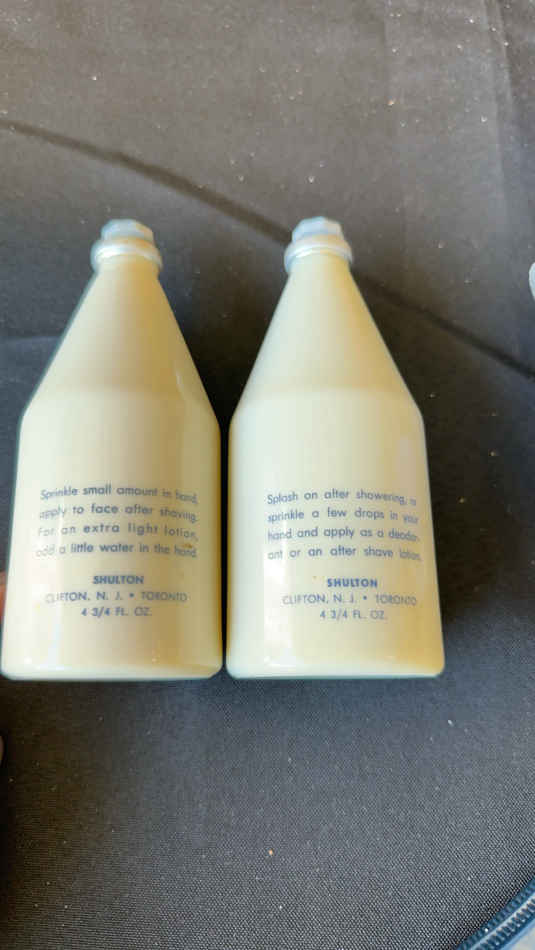 Sprinkle small amount in hand,
apply to face after shaving.
For an extra light lotion,
add a little water in the hand.
SHULTON
CLIFTON, N. J. • TORONTO
4 3/4 FL. OZ.
Splash on after showering, or
sprinkle a few drops in your
hand and apply as a deodor-
ant or an after shave lotion.
SHULTON
CLIFTON, N. J. • TORONTO
4 3/4 FL. OZ.